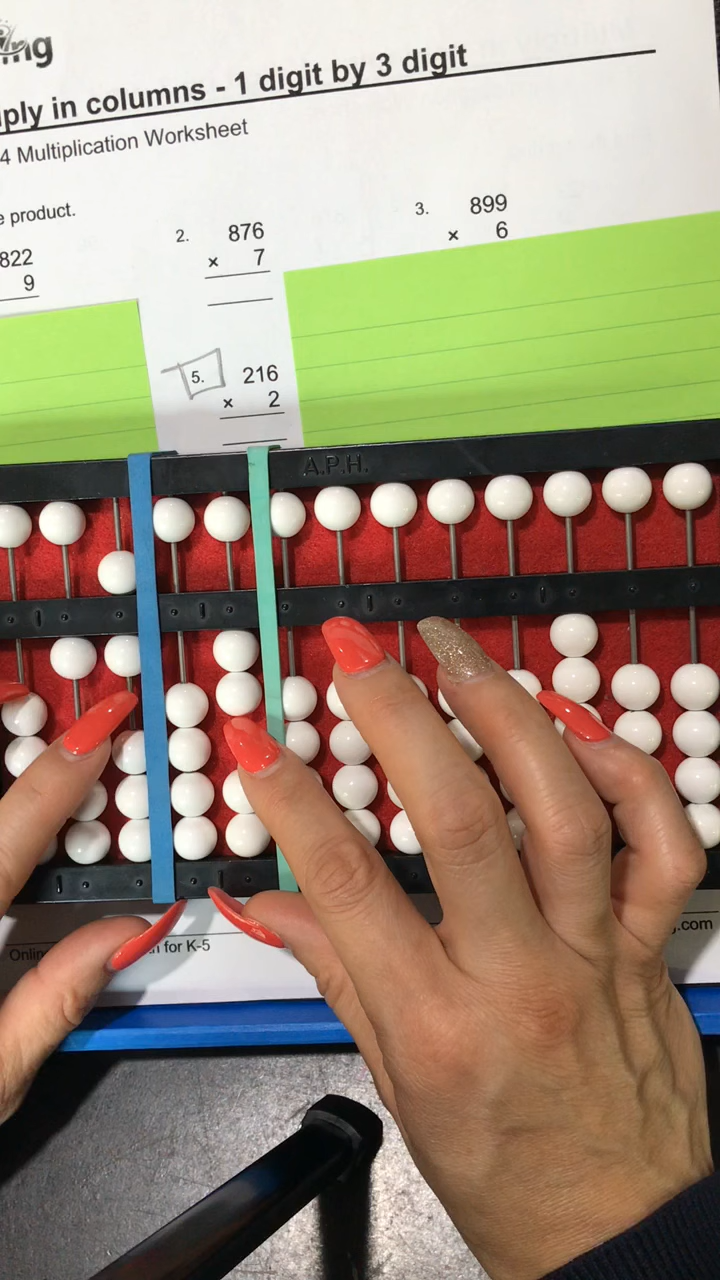 ing
ply in columns - 1 digit by 3 digit
4 Multiplication Worksheet
e product.
822
9
2. 876
× 7
3. 899
× 6
5. 216
× 2
A.P.H.
Onlin n for K-5 .com